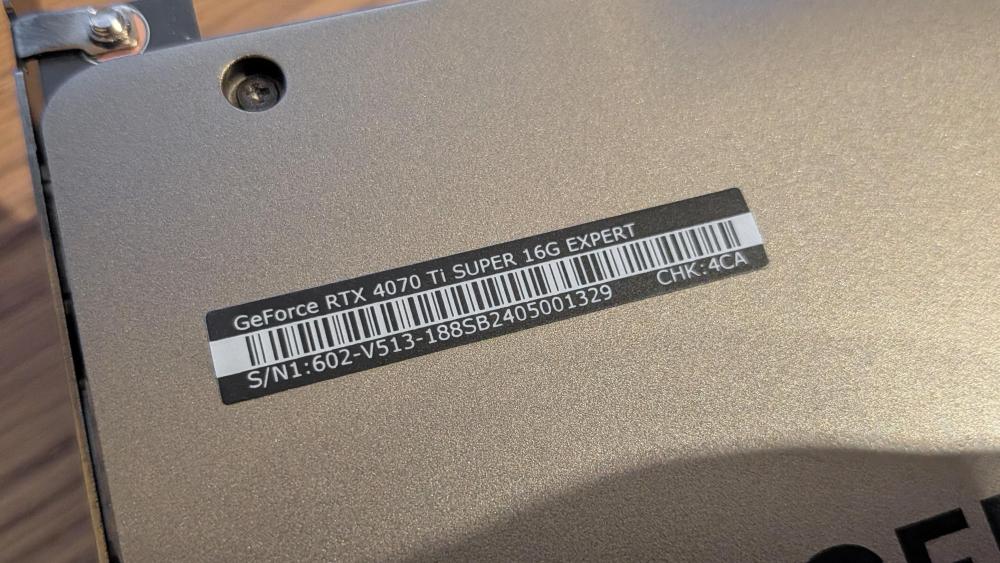 GeForce RTX 4070 Ti SUPER 16G EXPERT
S/N1:602-V513-188SB2405001329 CHK:4CA